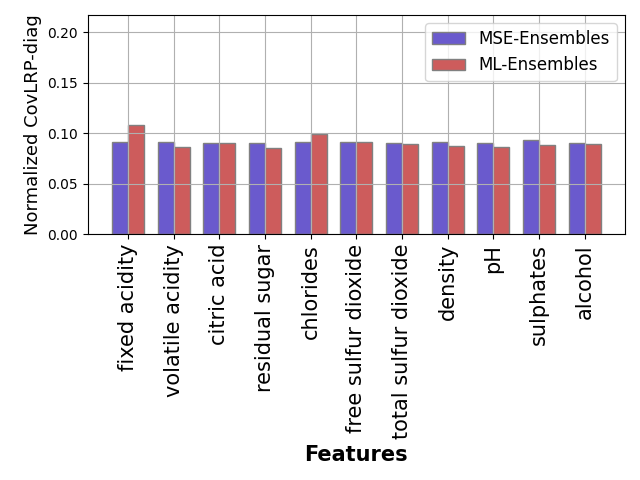 Normalized CovLRP-diag
0.20
0.15
0.10
0.05
0.00
MSE-Ensembles
ML-Ensembles
fixed acidity
volatile acidity
citric acid
residual sugar
chlorides
free sulfur dioxide
total sulfur dioxide
density
pH
sulphates
alcohol
Features